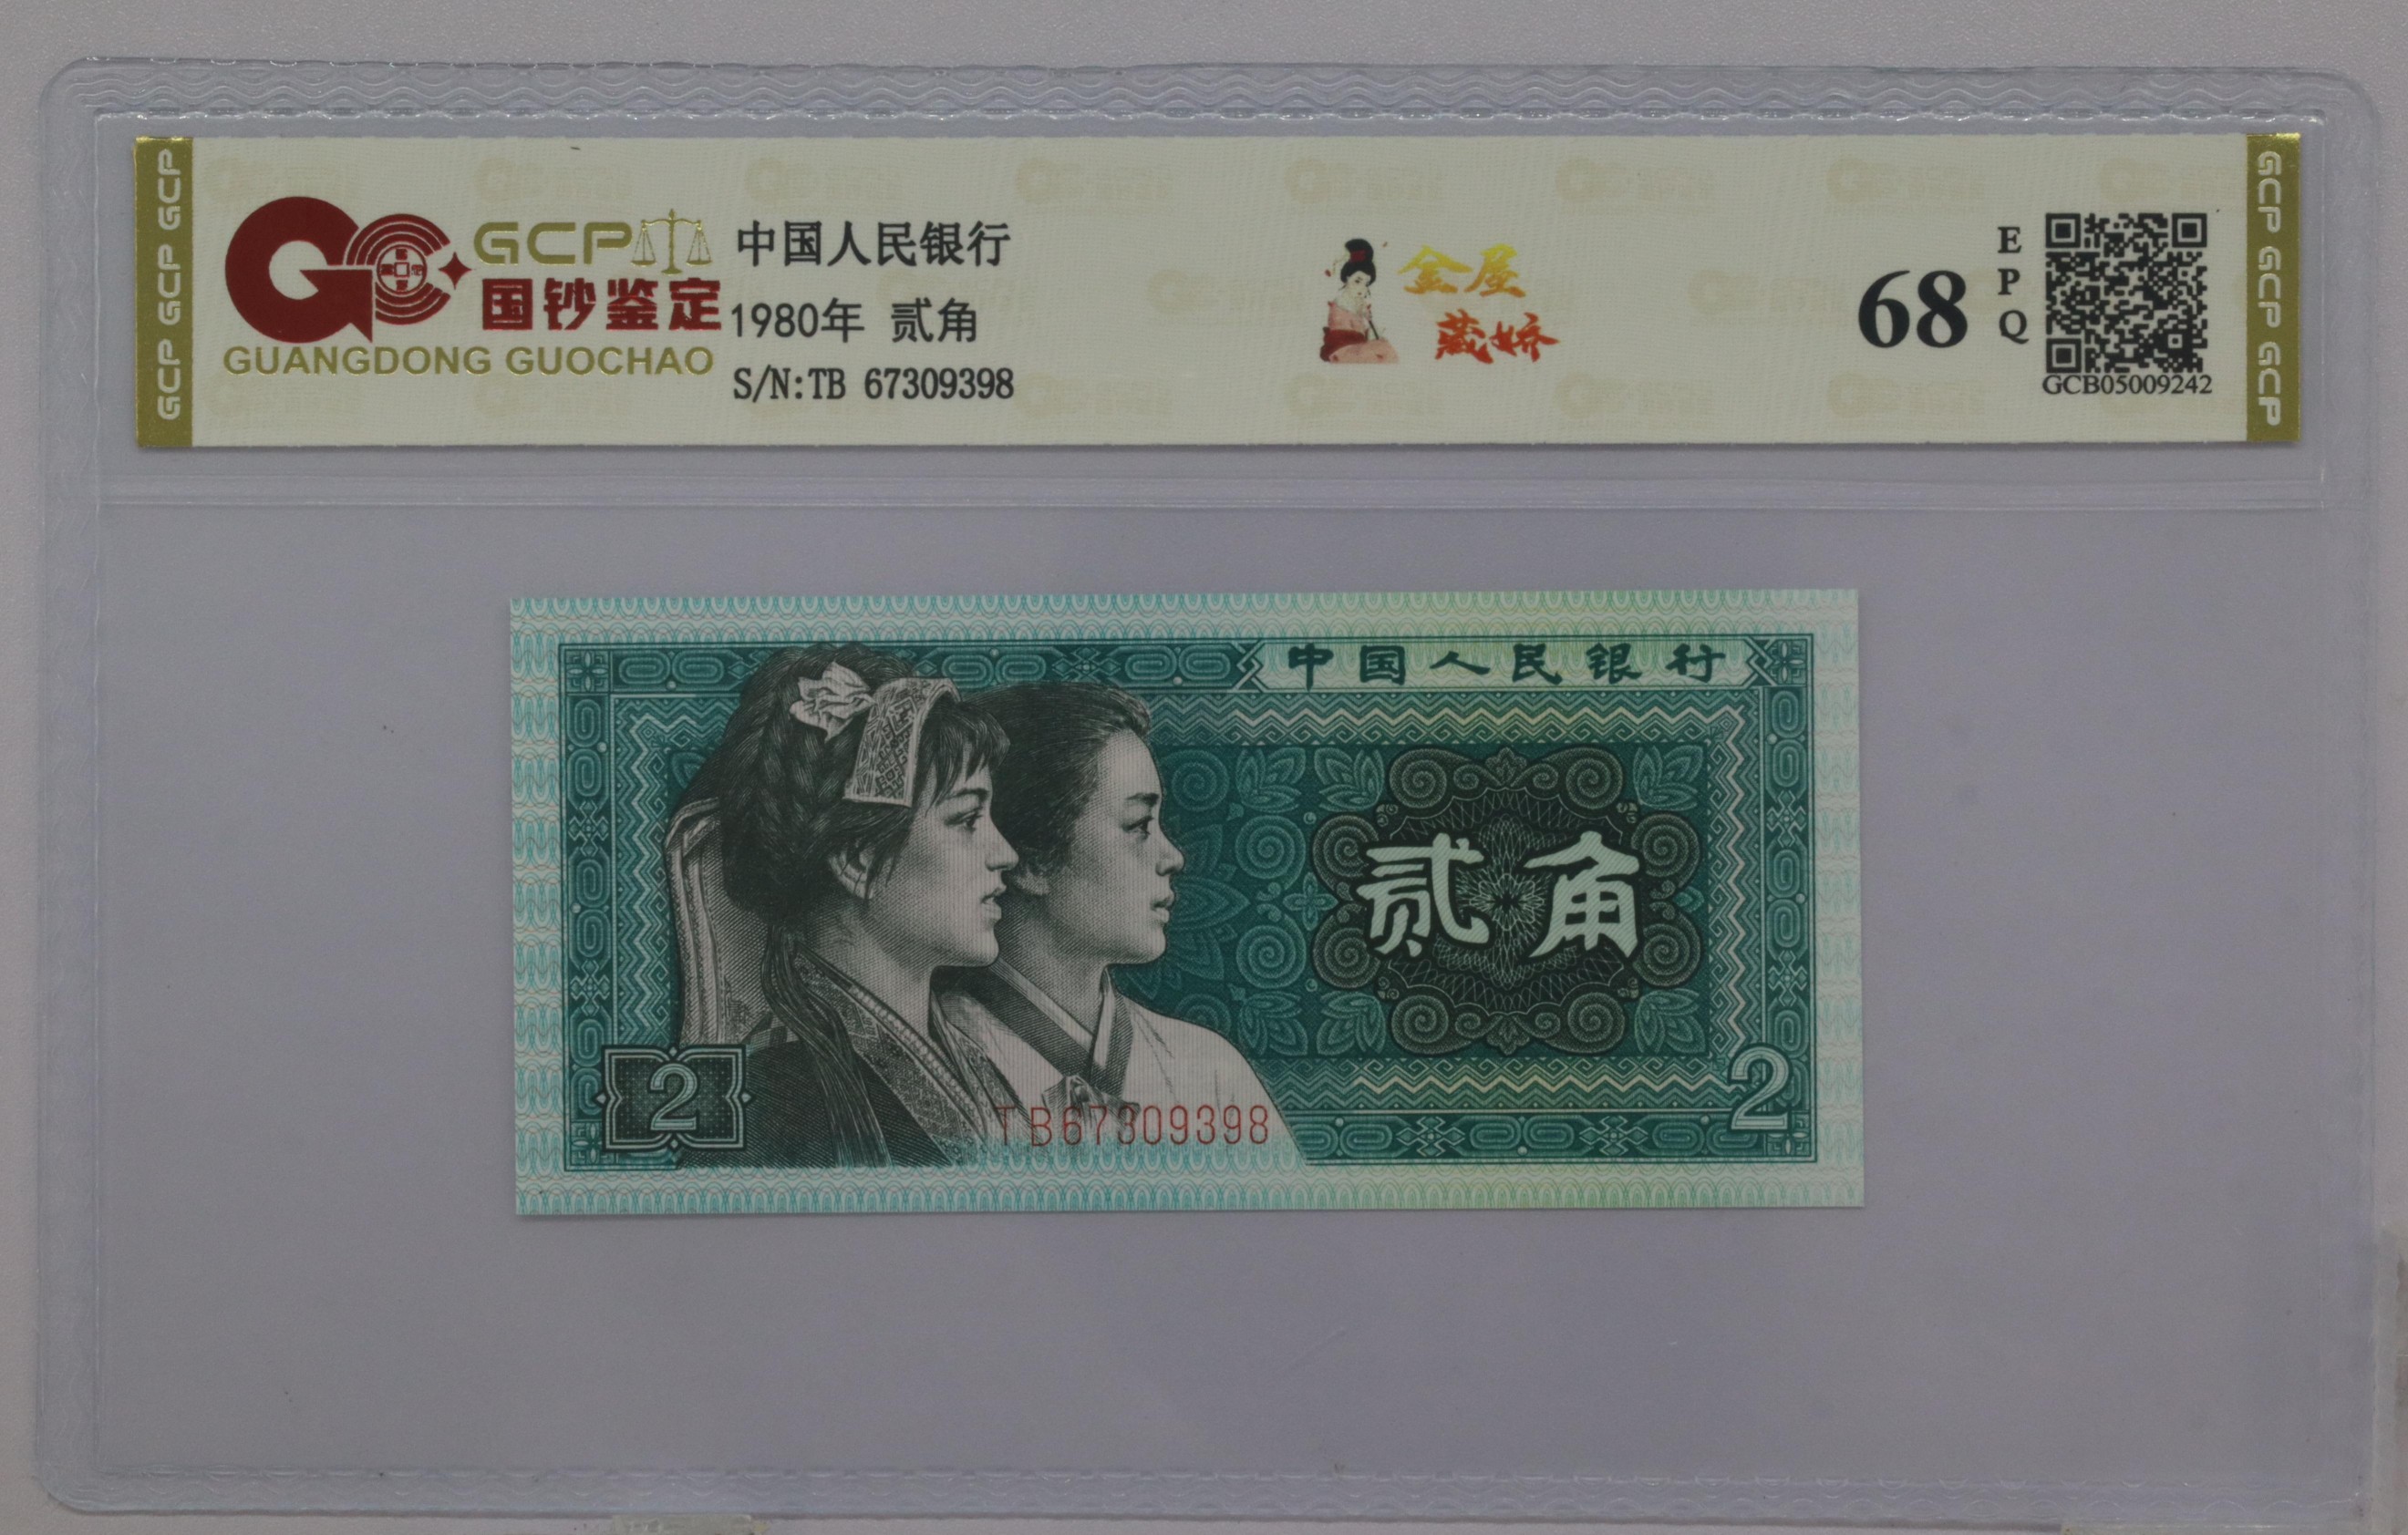 GCP GCP GCP
GCP
国钞鉴定
GUANGDONG GUOCHAO
中国人民银行
1980年 贰角
S/N:TB 67309398
金屋
藏娇
68
EPQ
GCB05009242
GCP GCP GCP
中国人民银行
贰角
2
TB67309398
2